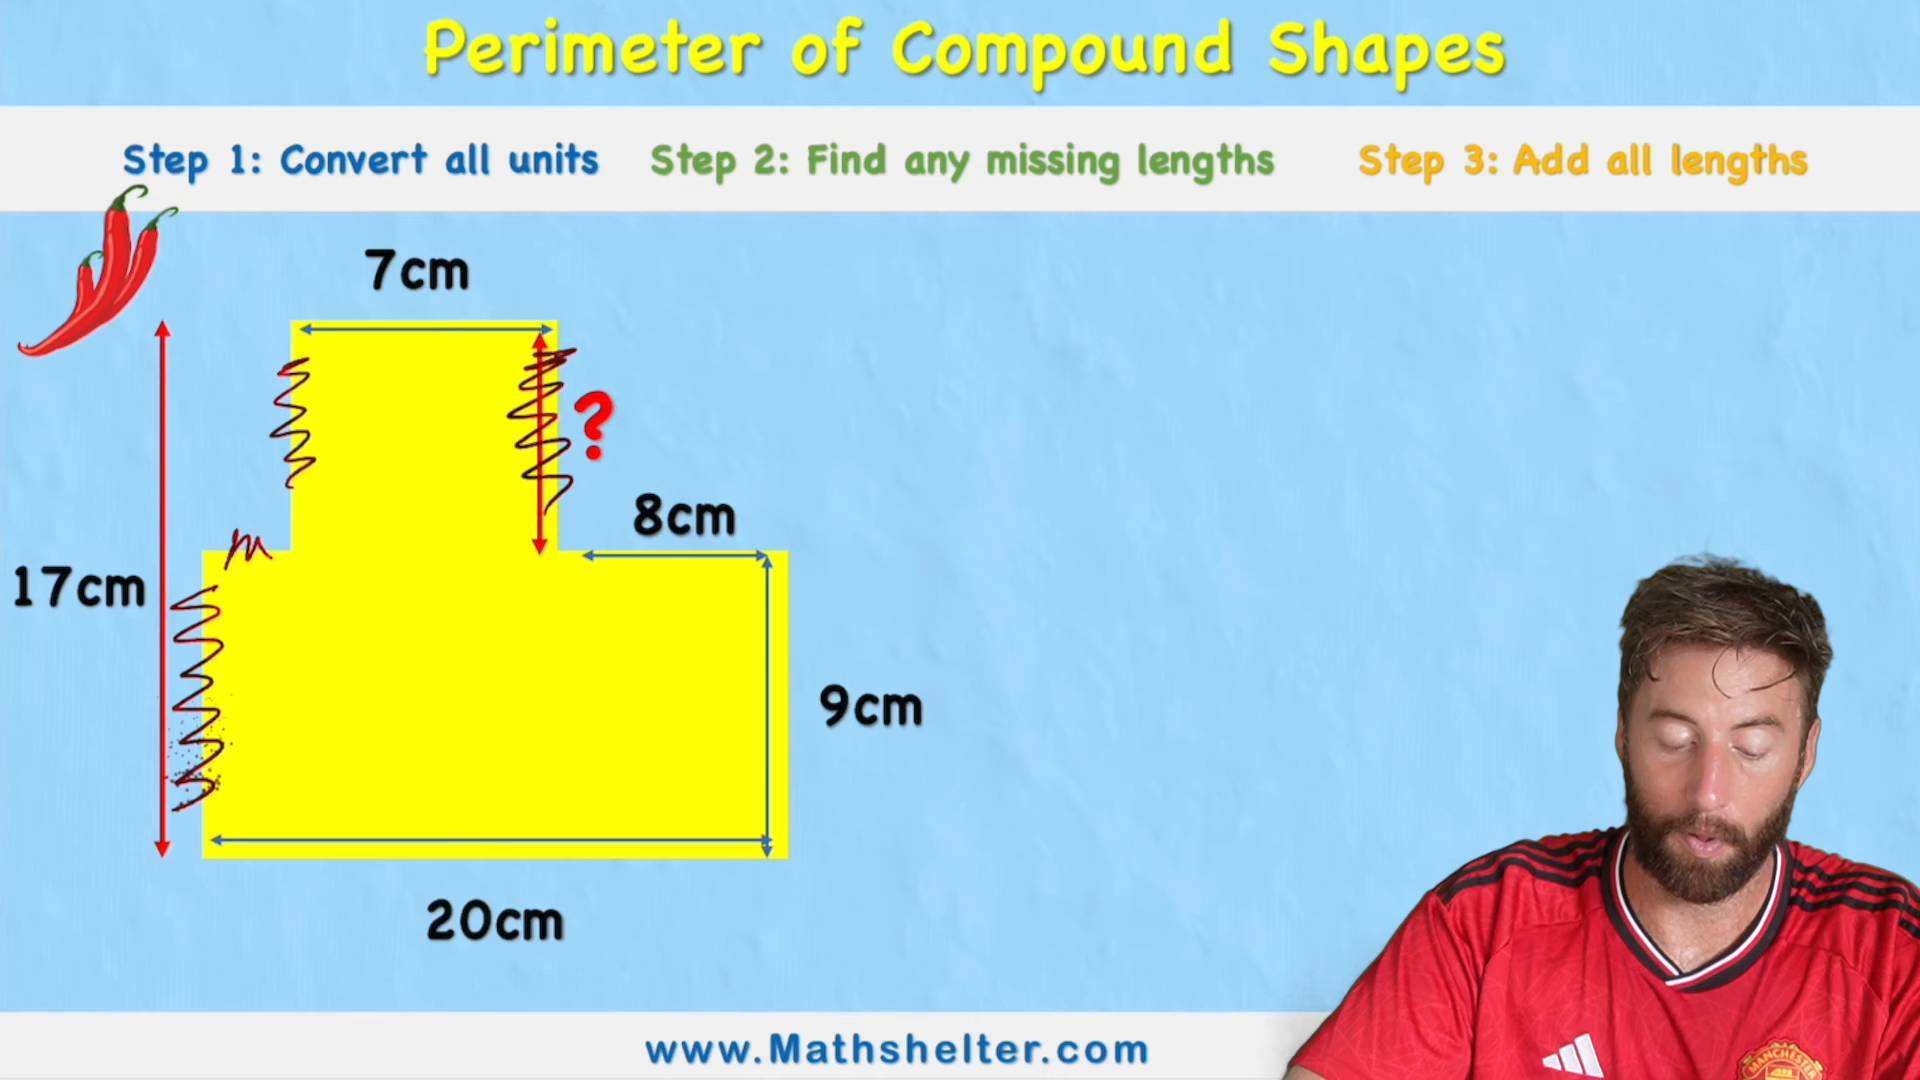 Perimeter of Compound Shapes
Step 1: Convert all units Step 2: Find any missing lengths Step 3: Add all lengths
7cm
?
8cm
17cm
9cm
20cm
www.Mathshelter.com
MANCHESTER